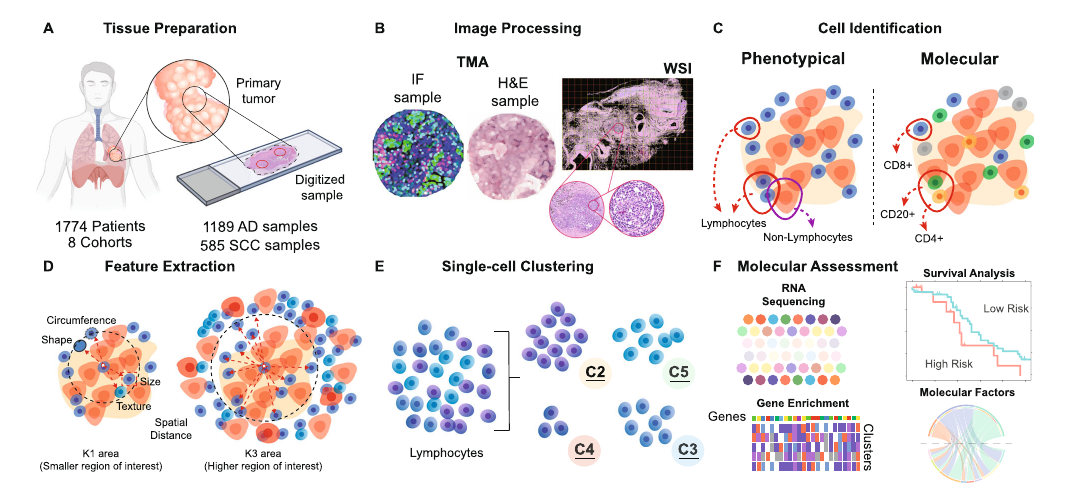 A Tissue Preparation
Primary
tumor
Digitized
sample
1774 Patients
8 Cohorts
1189 AD samples
585 SCC samples
B Image Processing
TMA
IF
sample
H&E
sample
WSI
C Cell Identification
Phenotypical
Molecular
Lymphocytes
Non-Lymphocytes
CD8+
CD20+
CD4+
D Feature Extraction
Circumference
Shape
Size
Texture
Spatial
Distance
K1 area
(Smaller region of interest)
K3 area
(Higher region of interest)
E Single-cell Clustering
Lymphocytes
C2
C5
C4
C3
F Molecular Assessment
RNA
Sequencing
Gene Enrichment
Genes
Clusters
Survival Analysis
Low Risk
High Risk
Molecular Factors